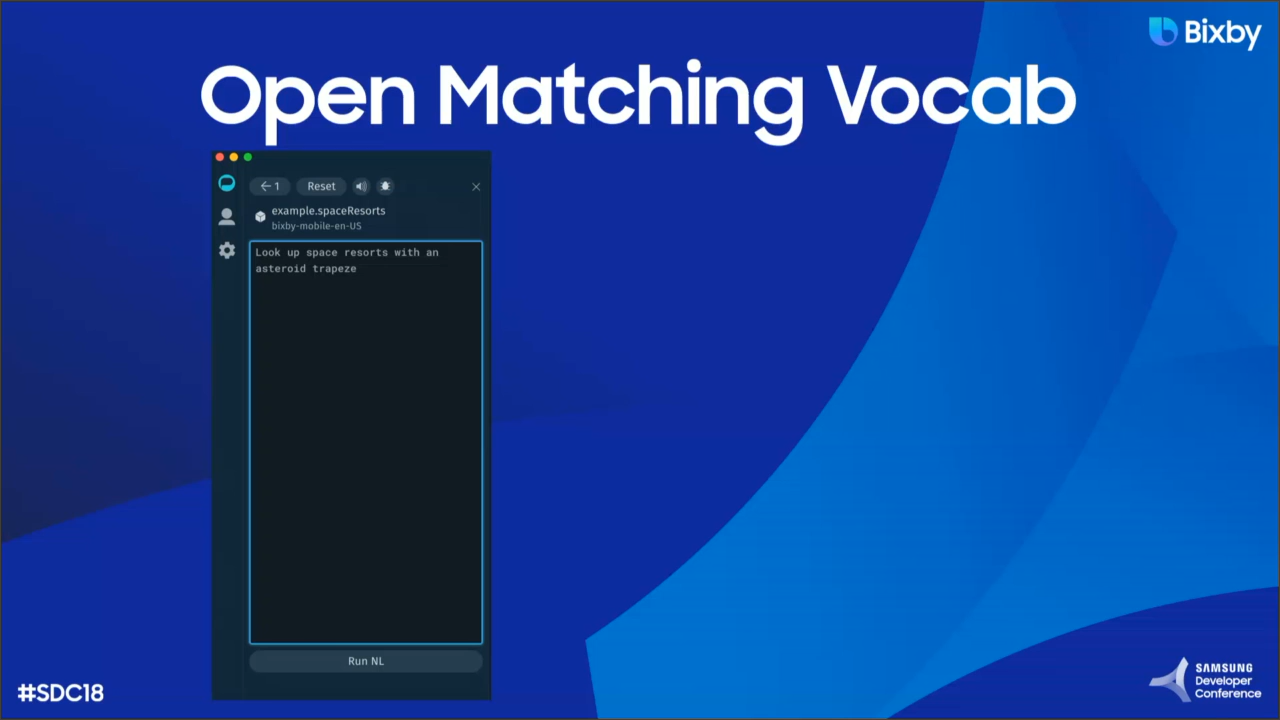 Bixby
Open Matching Vocab
← 1 Reset
example.spaceResorts
bixby-mobile-en-US
Look up space resorts with an
asteroid trapeze
Run NL
#SDC18
SAMSUNG
Developer
Conference